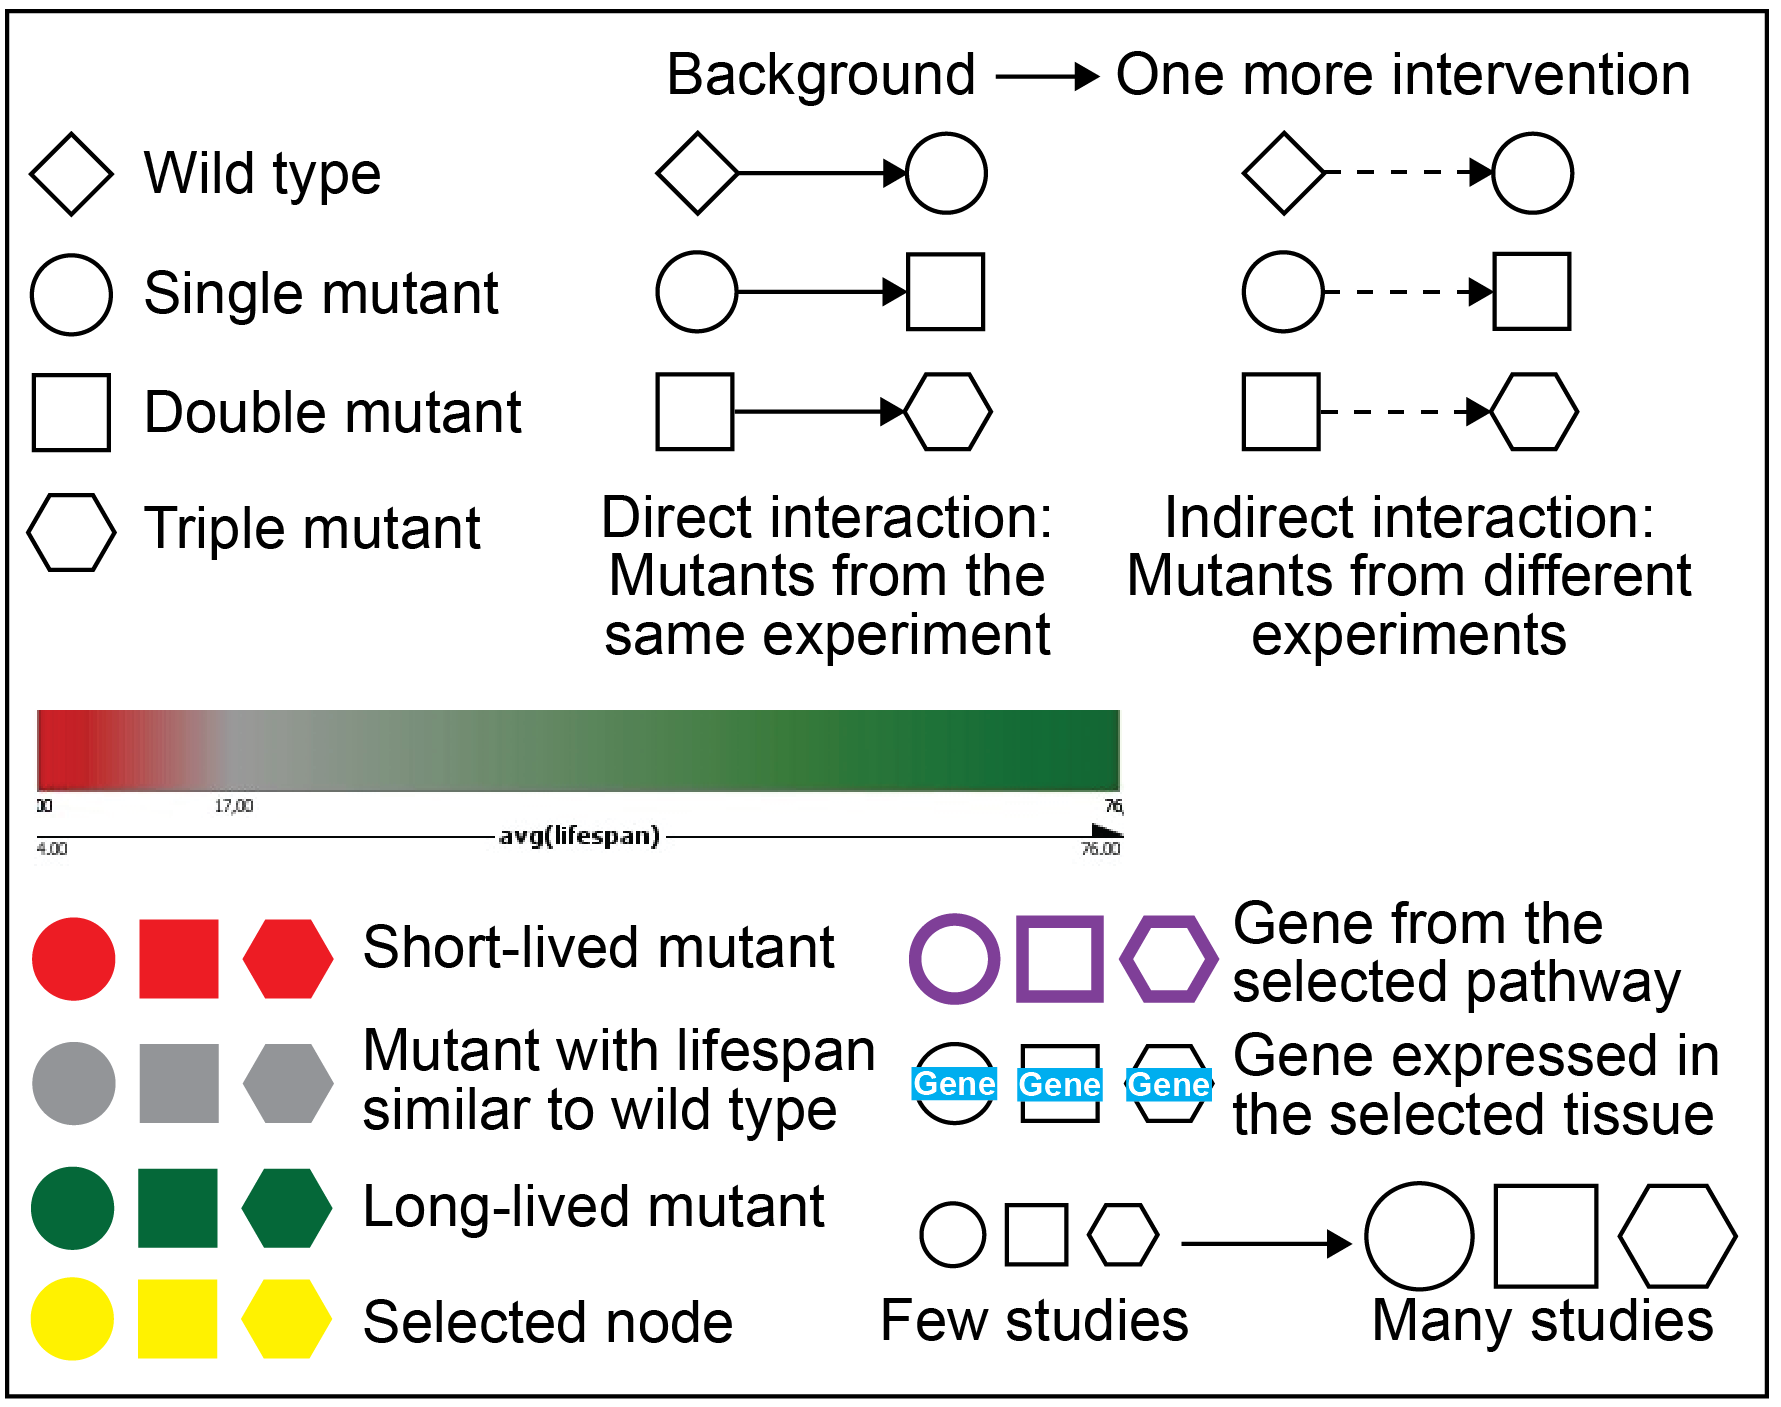 Background
One more intervention
Wild type
Single mutant
Double mutant
Triple mutant
Direct interaction:
Mutants from the
same experiment
Indirect interaction:
Mutants from different
experiments
00
17,00
76,
avg(lifespan)
4.00
76.00
Short-lived mutant
Mutant with lifespan
similar to wild type
Long-lived mutant
Selected node
Gene from the
selected pathway
Gene
Gene
Gene
Gene expressed in
the selected tissue
Few studies
Many studies